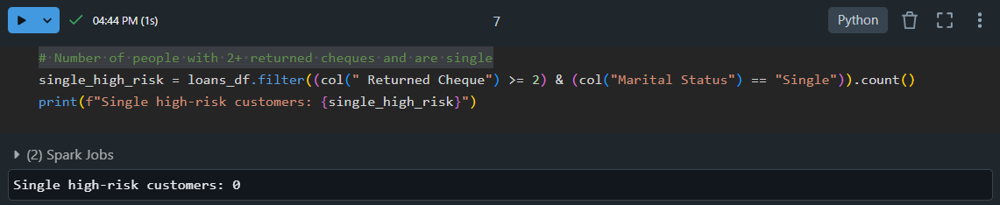 04:44 PM (1s)
7
Python
# Number of people with 2+ returned cheques and are single
single_high_risk = loans_df.filter((col(" Returned Cheque") >= 2) & (col("Marital Status") == "Single")).count()
print(f"Single high-risk customers: {single_high_risk}")
(2) Spark Jobs
Single high-risk customers: 0